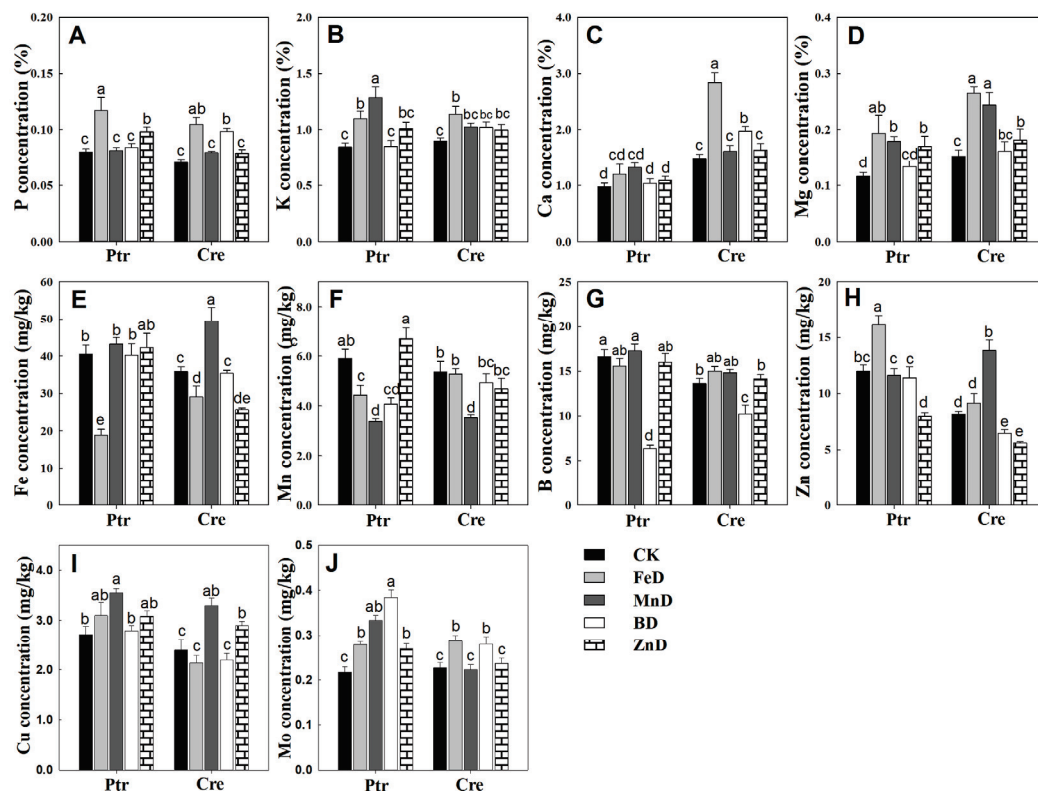 A
P concentration (%)
0.20
0.15
0.10
0.05
0.00
c a c c b
c ab c b c
Ptr Cre
B
K concentration (%)
2.0
1.5
1.0
0.5
0.0
c b a c bc
c b bc bc bc
Ptr Cre
C
Ca concentration (%)
4.0
3.0
2.0
1.0
0.0
d cd cd d d
c a c b c
Ptr Cre
D
Mg concentration (%)
0.4
0.3
0.2
0.1
0.0
d ab b cd b
c a a bc b
Ptr Cre
E
Fe concentration (mg/kg)
60
50
40
30
20
10
0
b e b b ab
c d a c de
Ptr Cre
F
Mn concentration (mg/kg)
8.0
6.0
4.0
2.0
0.0
ab c d cd a
b b d bc c
Ptr Cre
G
B concentration (mg/kg)
25
20
15
10
5
0
a ab a d ab
b ab ab c b
Ptr Cre
H
Zn concentration (mg/kg)
20
15
10
5
0
bc a c c d
d d b e e
Ptr Cre
I
Cu concentration (mg/kg)
4.0
3.0
2.0
1.0
0.0
b ab a b ab
c c ab c b
Ptr Cre
J
Mo concentration (mg/kg)
0.5
0.4
0.3
0.2
0.0
c b ab a b
c b c b c
Ptr Cre
CK
FeD
MnD
BD
ZnD